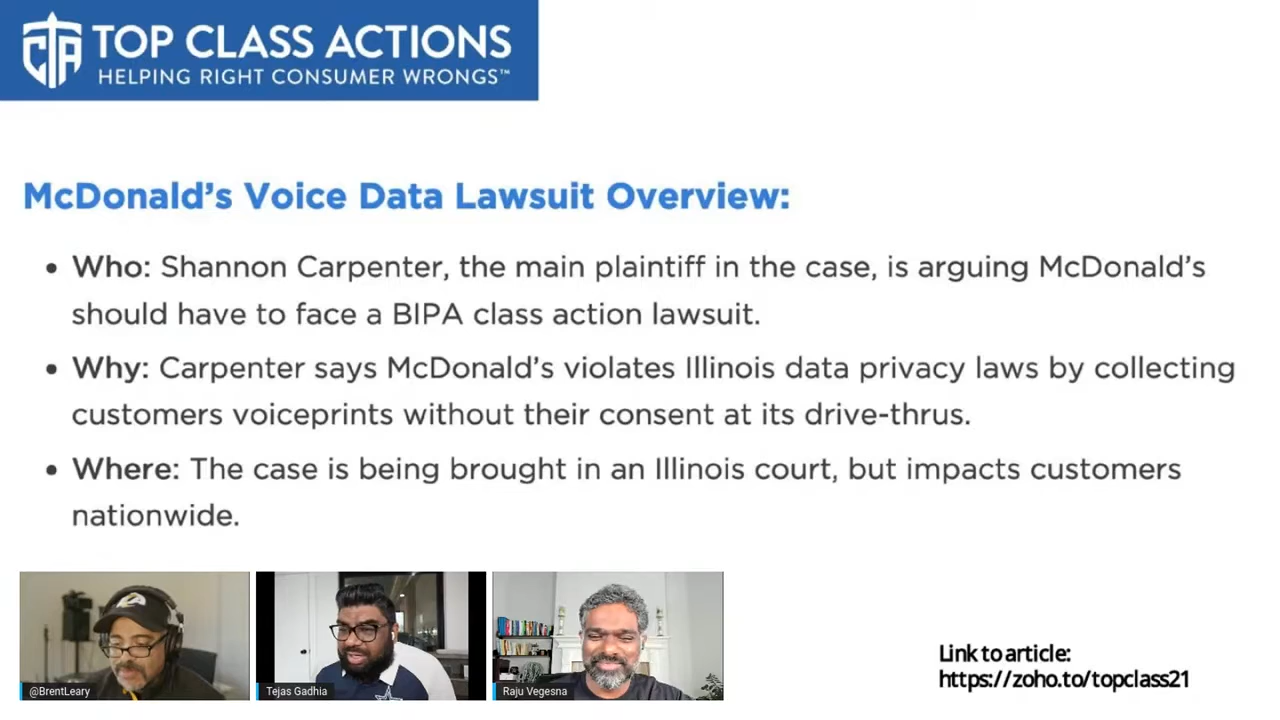 CTA
TOP CLASS ACTIONS
HELPING RIGHT CONSUMER WRONGS™
McDonald’s Voice Data Lawsuit Overview:
• Who: Shannon Carpenter, the main plaintiff in the case, is arguing McDonald’s
should have to face a BIPA class action lawsuit.
• Why: Carpenter says McDonald’s violates Illinois data privacy laws by collecting
customers voiceprints without their consent at its drive-thrus.
• Where: The case is being brought in an Illinois court, but impacts customers
nationwide.
@BrentLeary
Tejas Gadhia
Raju Vegesna
Link to article:
https://zoho.to/topclass21